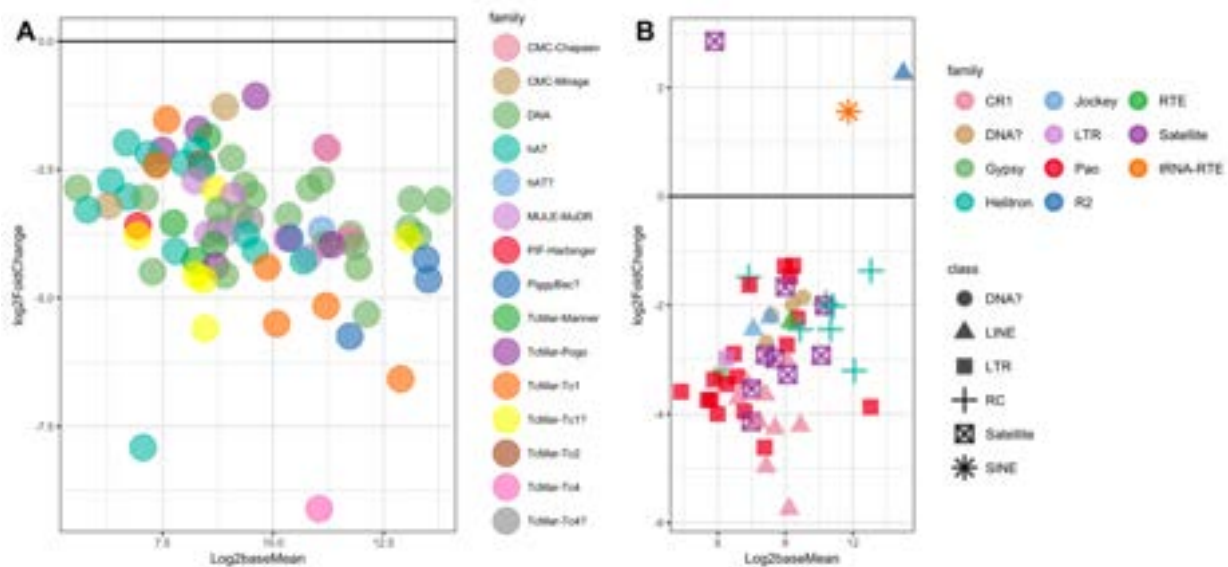 A
family
0.0
CMC-Chapaev
CMC-Mirage
DNA
-2.5
hAT
hAT?
MULE-MuDR
PIF-Harbinger
log2FoldChange
PiggyBac?
-5.0
TcMar-Mariner
TcMar-Pogo
TcMar-Tc1
TcMar-Tc1?
-7.5
TcMar-Tc2
TcMar-Tc4
TcMar-Tc4?
7.5
10.0
12.5
Log2baseMean
B
family
2
CR1
Jockey
RTE
DNA?
LTR
Satellite
Gypsy
Pao
tRNA-RTE
0
Helitron
R2
log2FoldChange
class
-2
DNA?
LINE
LTR
RC
-4
Satellite
SINE
-6
6
9
12
Log2baseMean